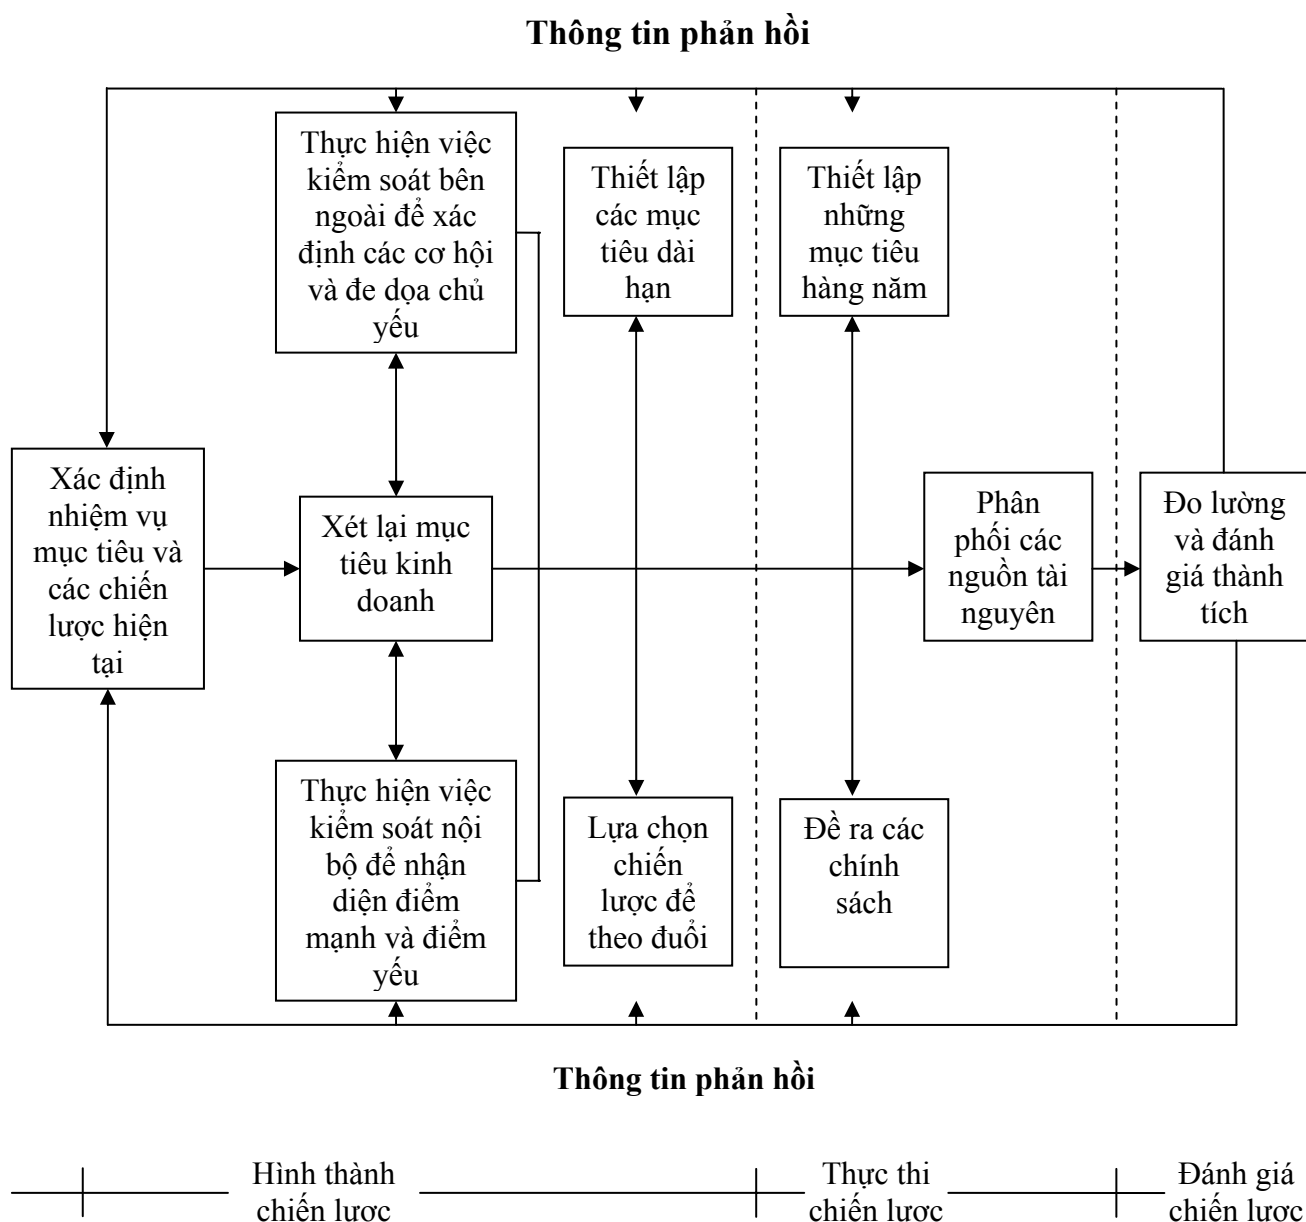 Thông tin phản hồi
Thực hiện việc
kiểm soát bên
ngoài để xác
định các cơ hội
và đe dọa chủ
yếu
Thiết lập
các mục
tiêu dài
hạn
Thiết lập
những
mục tiêu
hàng năm
Xác định
nhiệm vụ
mục tiêu và
các chiến
lược hiện
tại
Xét lại mục
tiêu kinh
doanh
Phân
phối các
nguồn tài
nguyên
Đo lường
và đánh
giá thành
tích
Thực hiện việc
kiểm soát nội
bộ để nhận
diện điểm
mạnh và điểm
yếu
Lựa chọn
chiến
lược để
theo đuổi
Đề ra các
chính
sách
Thông tin phản hồi
Hình thành
chiến lược
Thực thi
chiến lược
Đánh giá
chiến lược